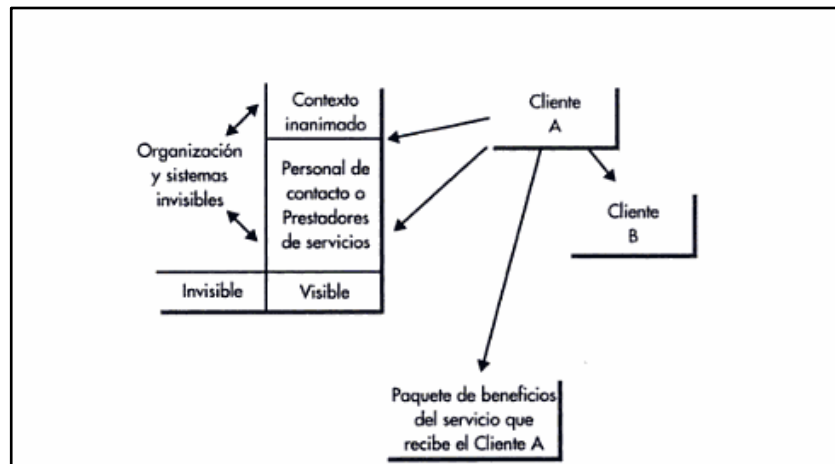 Contexto
inanimado
Organización
y sistemas
invisibles
Personal de
contacto o
Prestadores
de servicios
Invisible
Visible
Cliente
A
Cliente
B
Paquete de beneficios
del servicio que
recibe el Cliente A